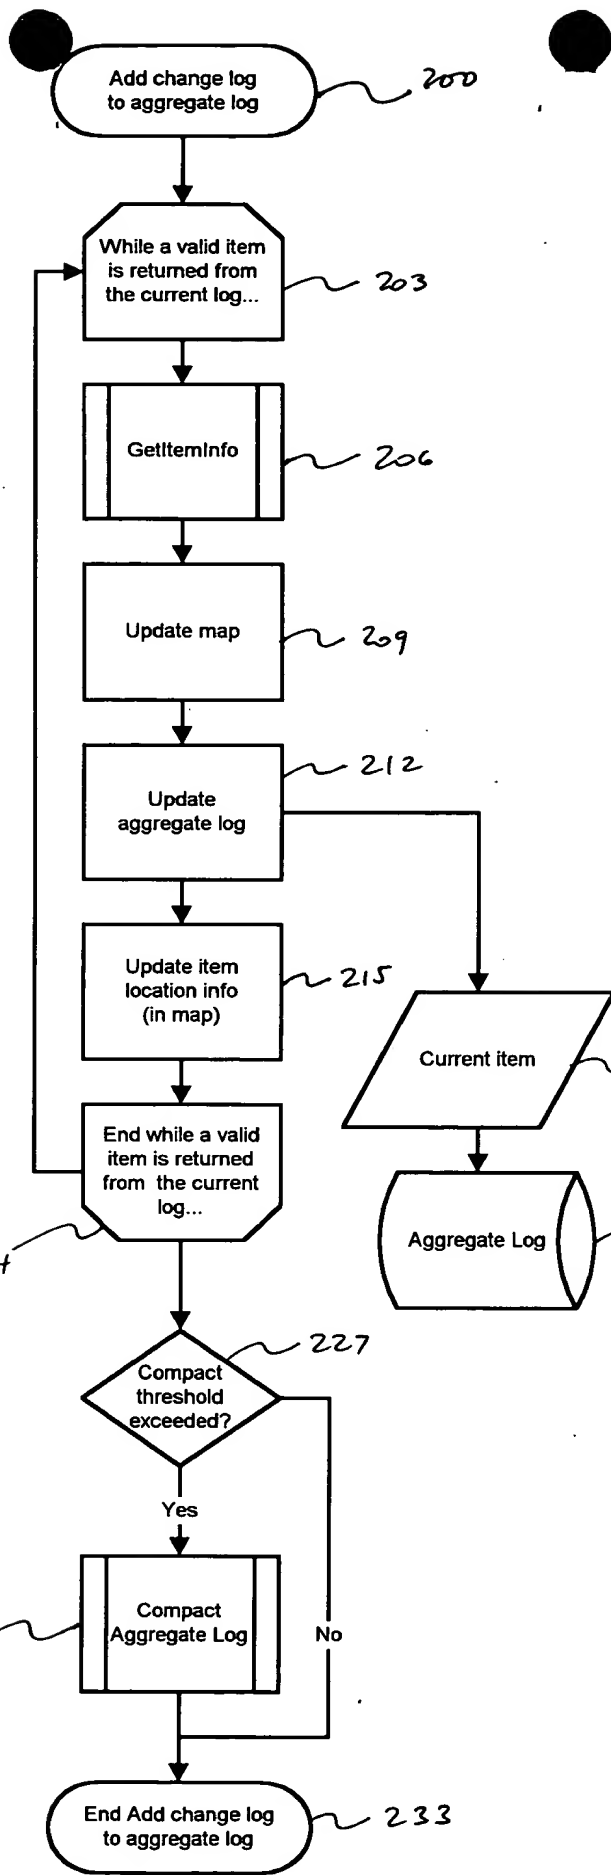 Add change log
to aggregate log
200
While a valid item
is returned from
the current log...
203
GetItemInfo
206
Update map
209
212
Update
aggregate log
Update item
location info
(in map)
215
Current item
End while a valid
item is returned
from the current
log...
Aggregate Log
227
Compact
threshold
exceeded?
Yes
Compact
Aggregate Log
No
End Add change log
to aggregate log
233